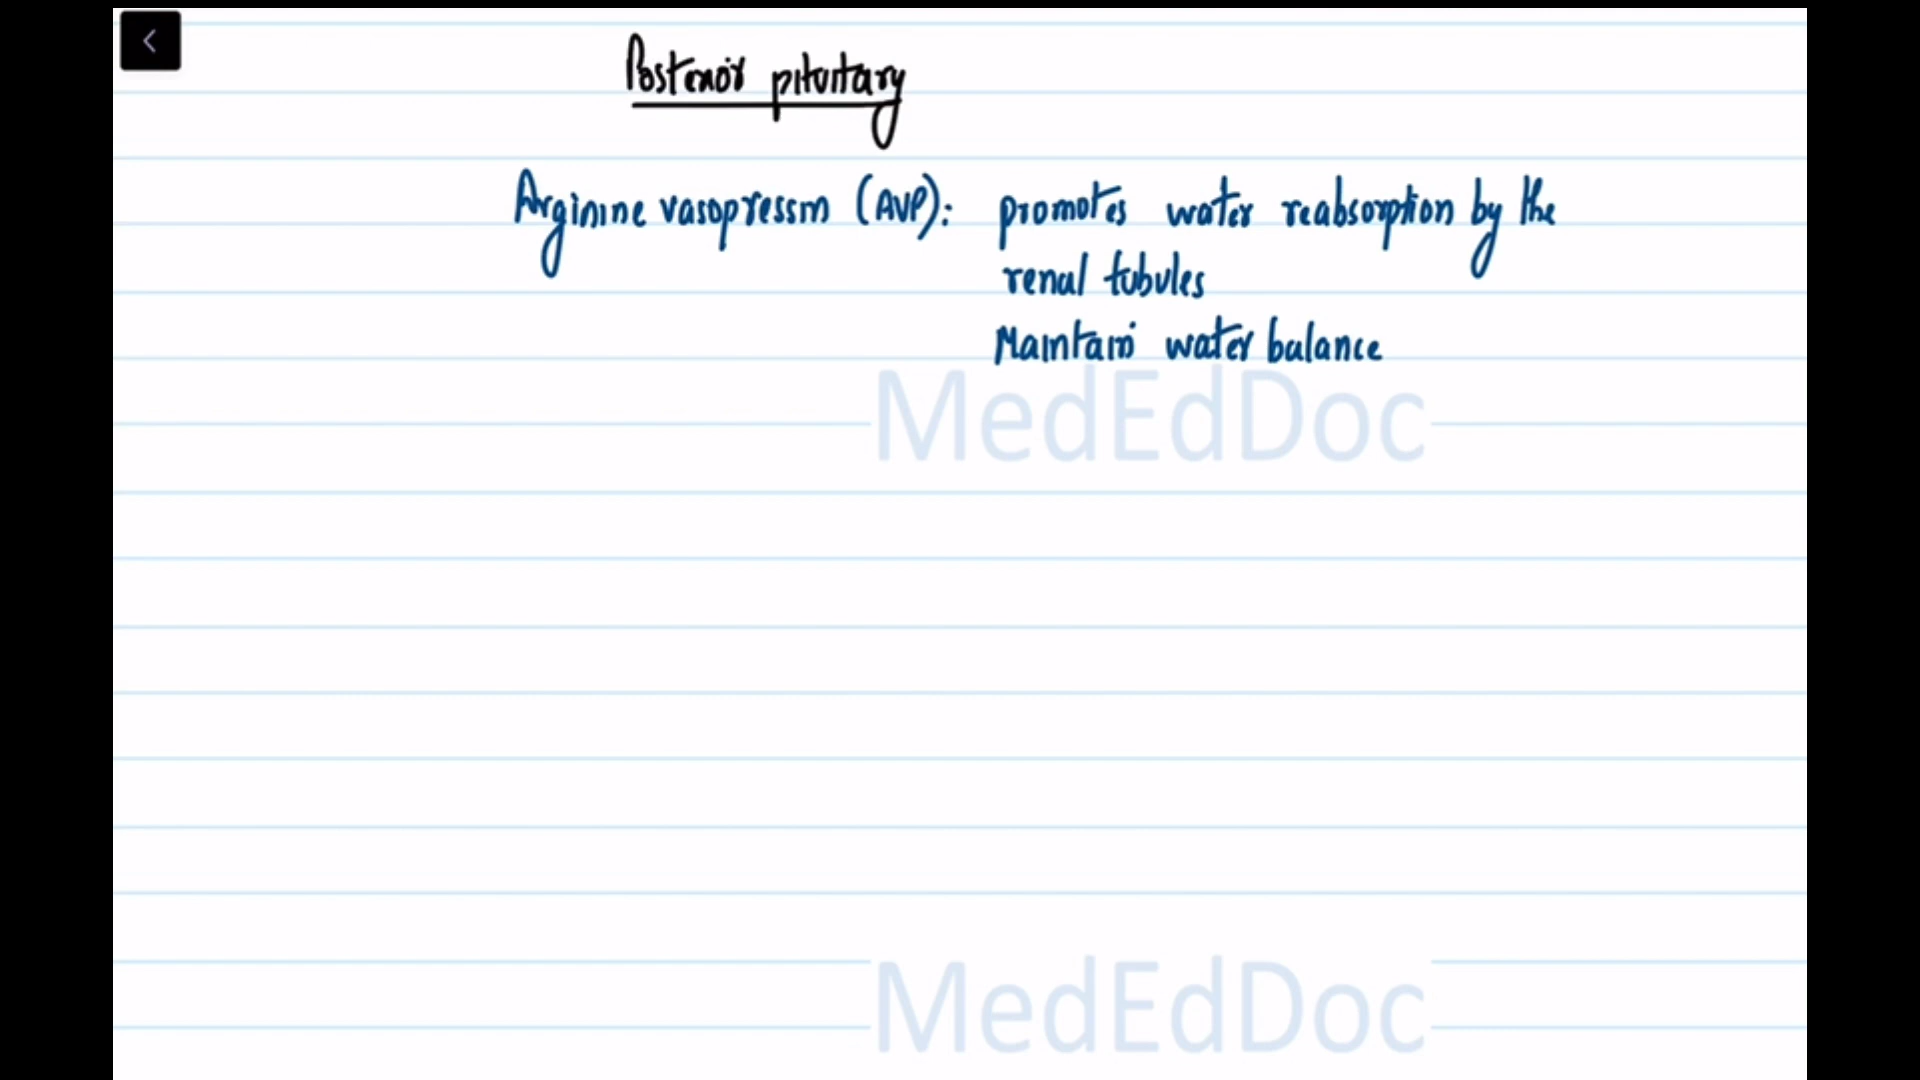 Posterior pituitary
Arginine vasopressin (AVP): promotes water reabsorption by the
renal tubules
Maintain water balance
MedEdDoc
MedEdDoc